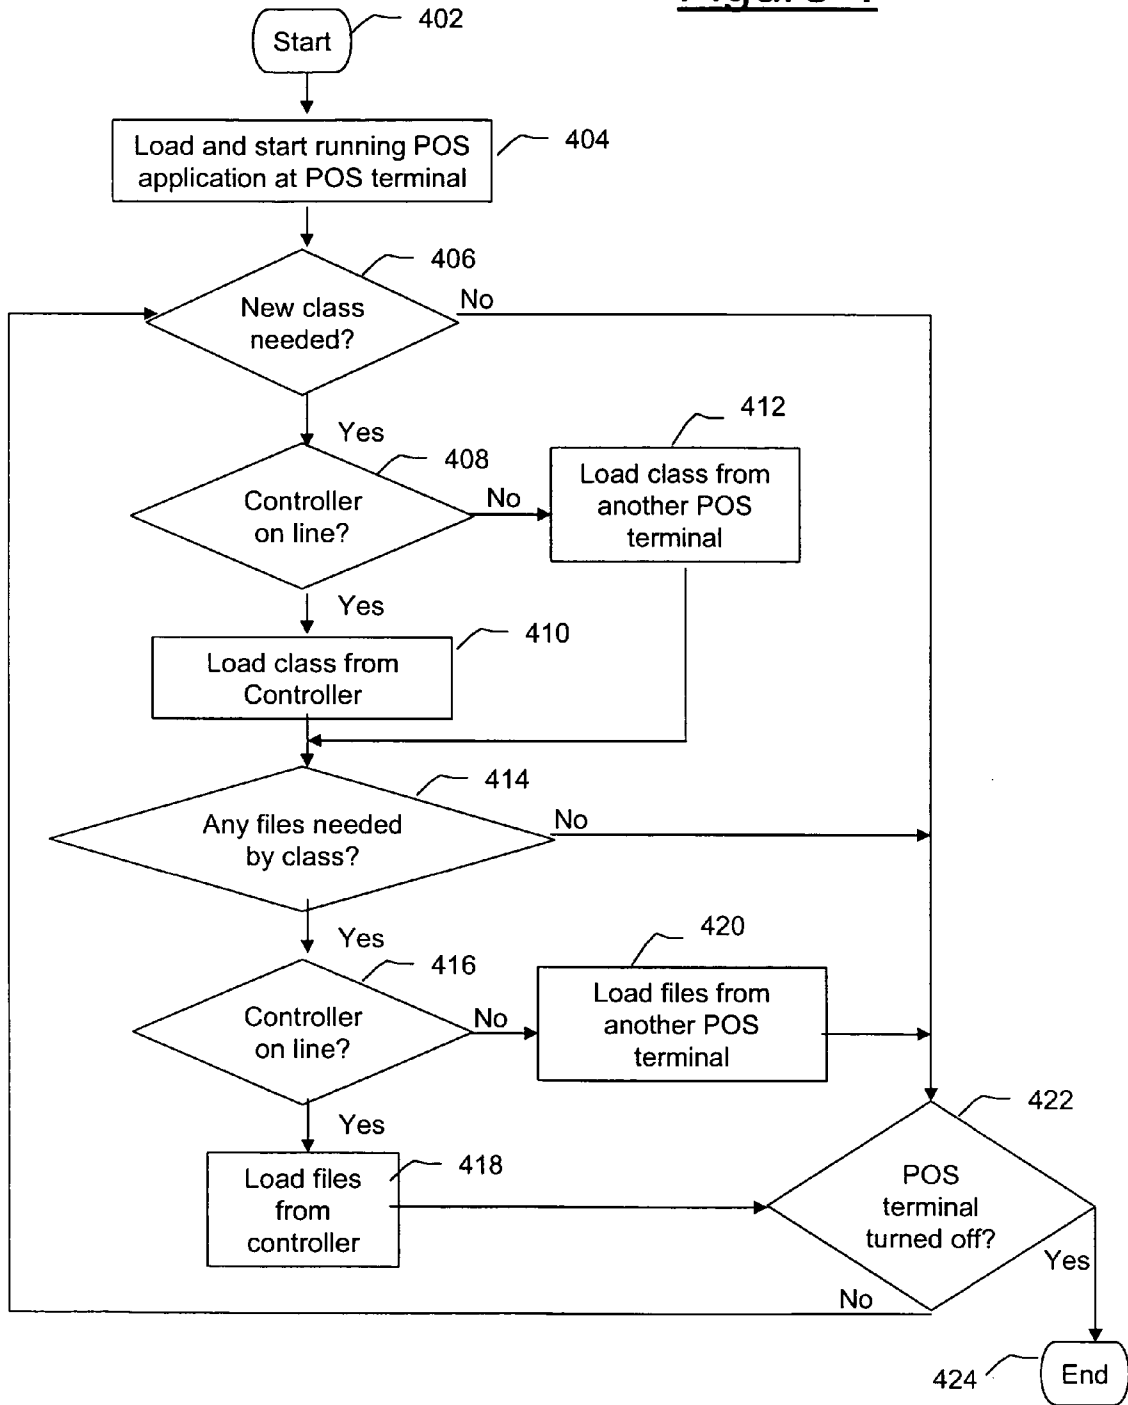 Start
402
Load and start running POS
application at POS terminal
404
406
New class
needed?
No
Yes
412
408
Controller
on line?
No
Load class from
another POS
terminal
Yes
410
Load class from
Controller
414
Any files needed
by class?
No
Yes
420
416
Controller
on line?
No
Load files from
another POS
terminal
Yes
422
418
Load files
from
controller
POS
terminal
turned off?
Yes
No
424
End